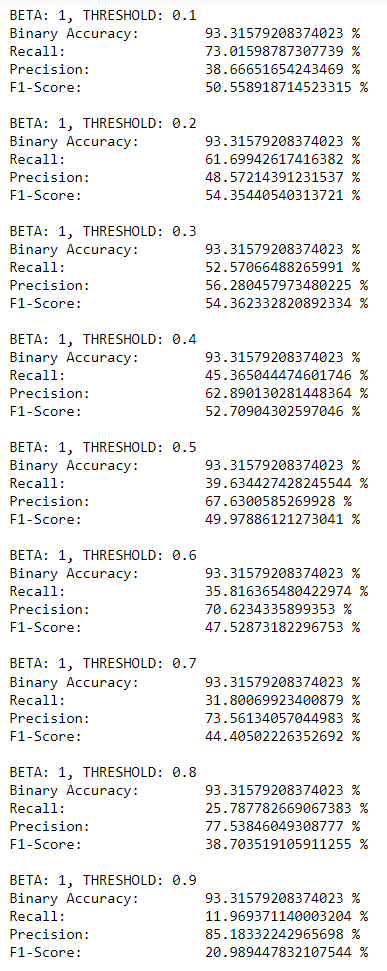 BETA: 1, THRESHOLD: 0.1
Binary Accuracy: 93.31579208374023 %
Recall: 73.01598787307739 %
Precision: 38.66651654243469 %
F1-Score: 50.558918714523315 %
BETA: 1, THRESHOLD: 0.2
Binary Accuracy: 93.31579208374023 %
Recall: 61.69942617416382 %
Precision: 48.57214391231537 %
F1-Score: 54.35440540313721 %
BETA: 1, THRESHOLD: 0.3
Binary Accuracy: 93.31579208374023 %
Recall: 52.57066488265991 %
Precision: 56.280457973480225 %
F1-Score: 54.362332820892334 %
BETA: 1, THRESHOLD: 0.4
Binary Accuracy: 93.31579208374023 %
Recall: 45.365044474601746 %
Precision: 62.890130281448364 %
F1-Score: 52.70904302597046 %
BETA: 1, THRESHOLD: 0.5
Binary Accuracy: 93.31579208374023 %
Recall: 39.634427428245544 %
Precision: 67.6300585269928 %
F1-Score: 49.97886121273041 %
BETA: 1, THRESHOLD: 0.6
Binary Accuracy: 93.31579208374023 %
Recall: 35.816365480422974 %
Precision: 70.6234335899353 %
F1-Score: 47.52873182296753 %
BETA: 1, THRESHOLD: 0.7
Binary Accuracy: 93.31579208374023 %
Recall: 31.80069923400879 %
Precision: 73.56134057044983 %
F1-Score: 44.40502226352692 %
BETA: 1, THRESHOLD: 0.8
Binary Accuracy: 93.31579208374023 %
Recall: 25.787782669067383 %
Precision: 77.53846049308777 %
F1-Score: 38.703519105911255 %
BETA: 1, THRESHOLD: 0.9
Binary Accuracy: 93.31579208374023 %
Recall: 11.969371140003204 %
Precision: 85.18332242965698 %
F1-Score: 20.989447832107544 %